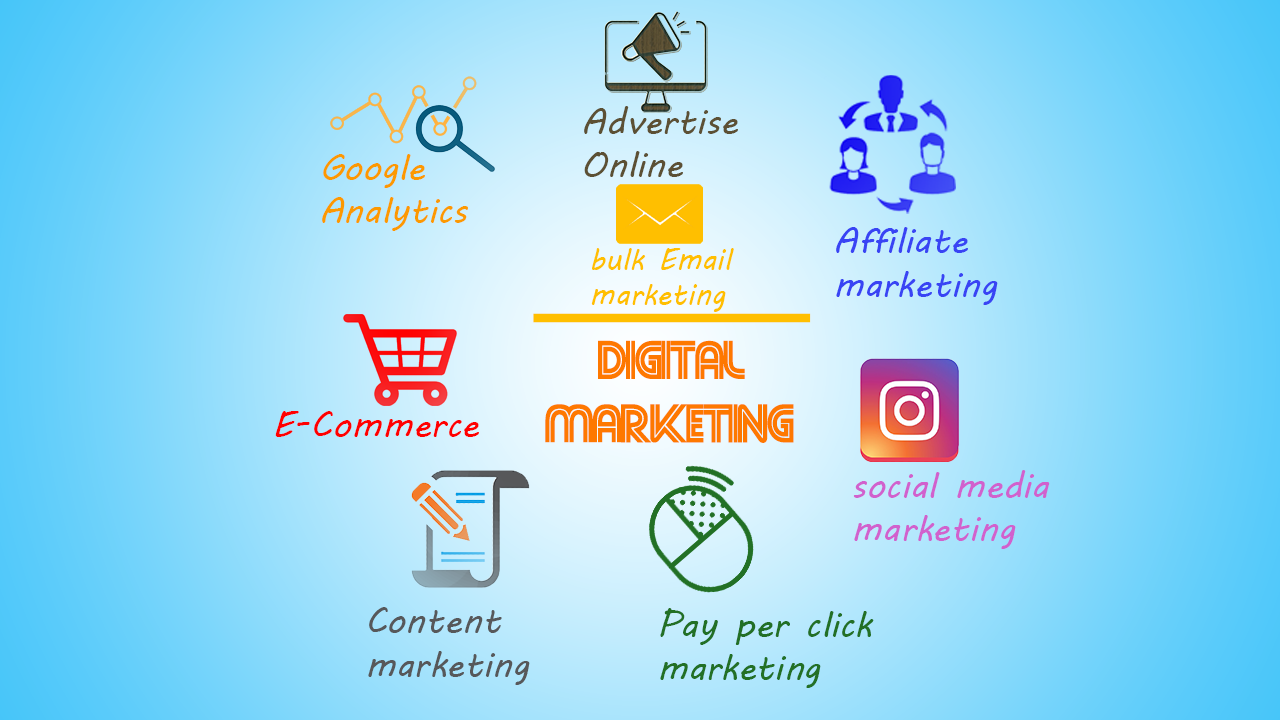 Advertise
Online
Google
Analytics
bulk Email
marketing
Affiliate
marketing
DIGITAL
MARKETING
E-Commerce
social media
marketing
Content
marketing
Pay per click
marketing